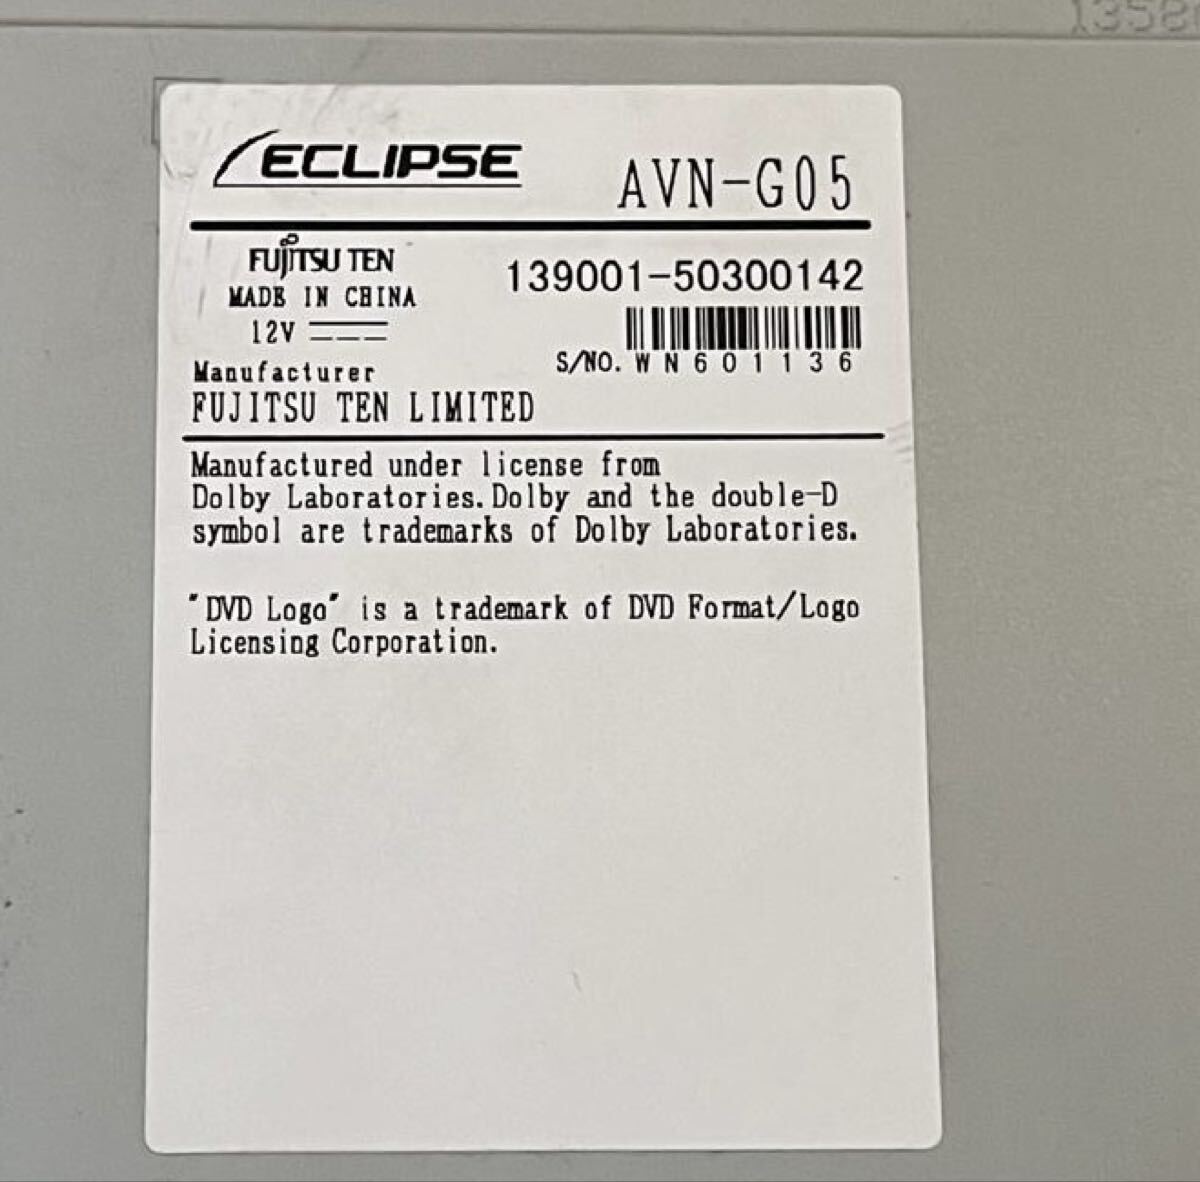 ECLIPSE AVN-G05
FUJITSU TEN
MADE IN CHINA
12V
139001-50300142
S/NO. WN601136
Manufacturer
FUJITSU TEN LIMITED
Manufactured under license from
Dolby Laboratories. Dolby and the double-D
symbol are trademarks of Dolby Laboratories.
"DVD Logo" is a trademark of DVD Format/Logo
Licensing Corporation.